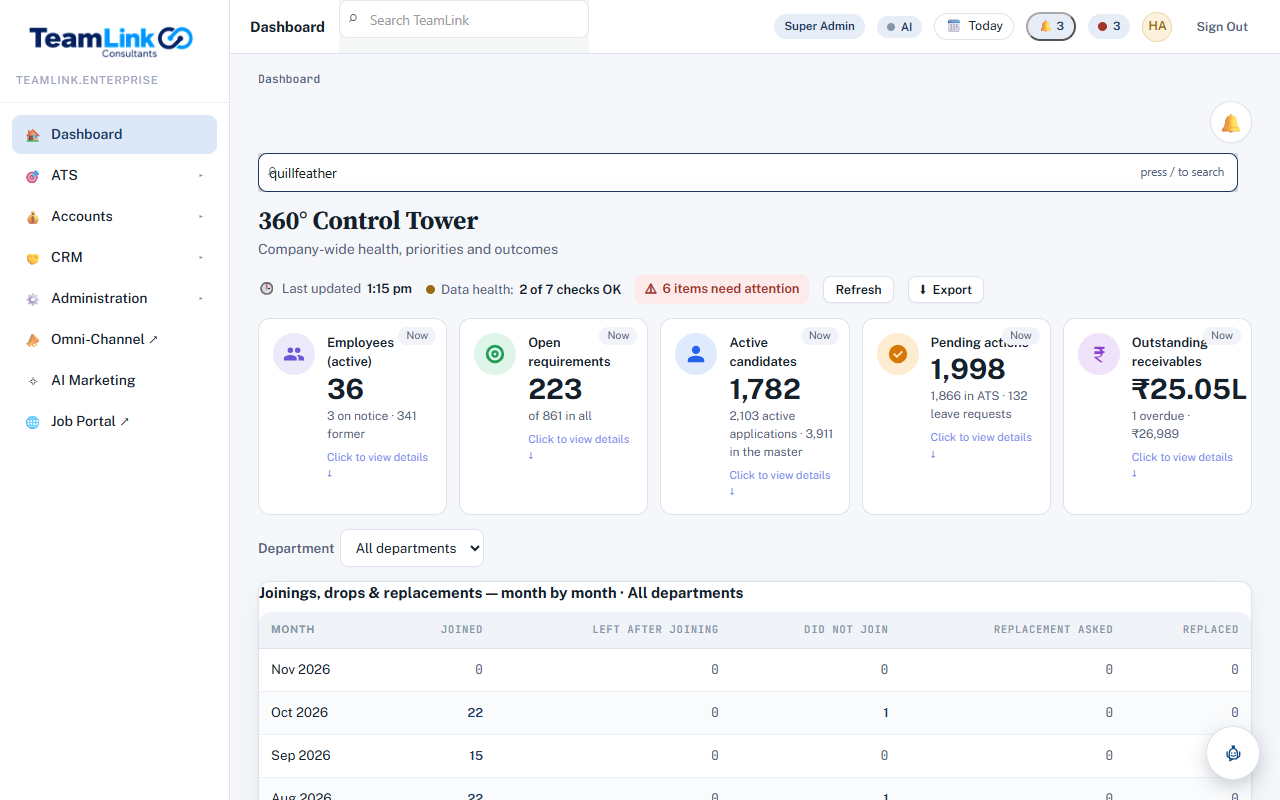 TeamLink
Consultants
TEAMLINK.ENTERPRISE
Dashboard
ATS
Accounts
CRM
Administration
Omni-Channel ↗
AI Marketing
Job Portal ↗
Dashboard
Search TeamLink
Super Admin
AI
Today
3
3
HA
Sign Out
Dashboard
quillfeather
press / to search
360° Control Tower
Company-wide health, priorities and outcomes
Last updated 1:15 pm
Data health: 2 of 7 checks OK
⚠ 6 items need attention
Refresh
⬇ Export
Employees (active)
Now
36
3 on notice · 341 former
Click to view details ↓
Open requirements
Now
223
of 861 in all
Click to view details ↓
Active candidates
Now
1,782
2,103 active applications · 3,911 in the master
Click to view details ↓
Pending actions
Now
1,998
1,866 in ATS · 132 leave requests
Click to view details ↓
Outstanding receivables
Now
₹25.05L
1 overdue · ₹26,989
Click to view details ↓
Department
All departments
Joinings, drops & replacements — month by month · All departments
MONTH JOINED LEFT AFTER JOINING DID NOT JOIN REPLACEMENT ASKED REPLACED
Nov 2026 0 0 0 0 0
Oct 2026 22 0 1 0 0
Sep 2026 15 0 0 0 0
Aug 2026 22 0 1 0 0